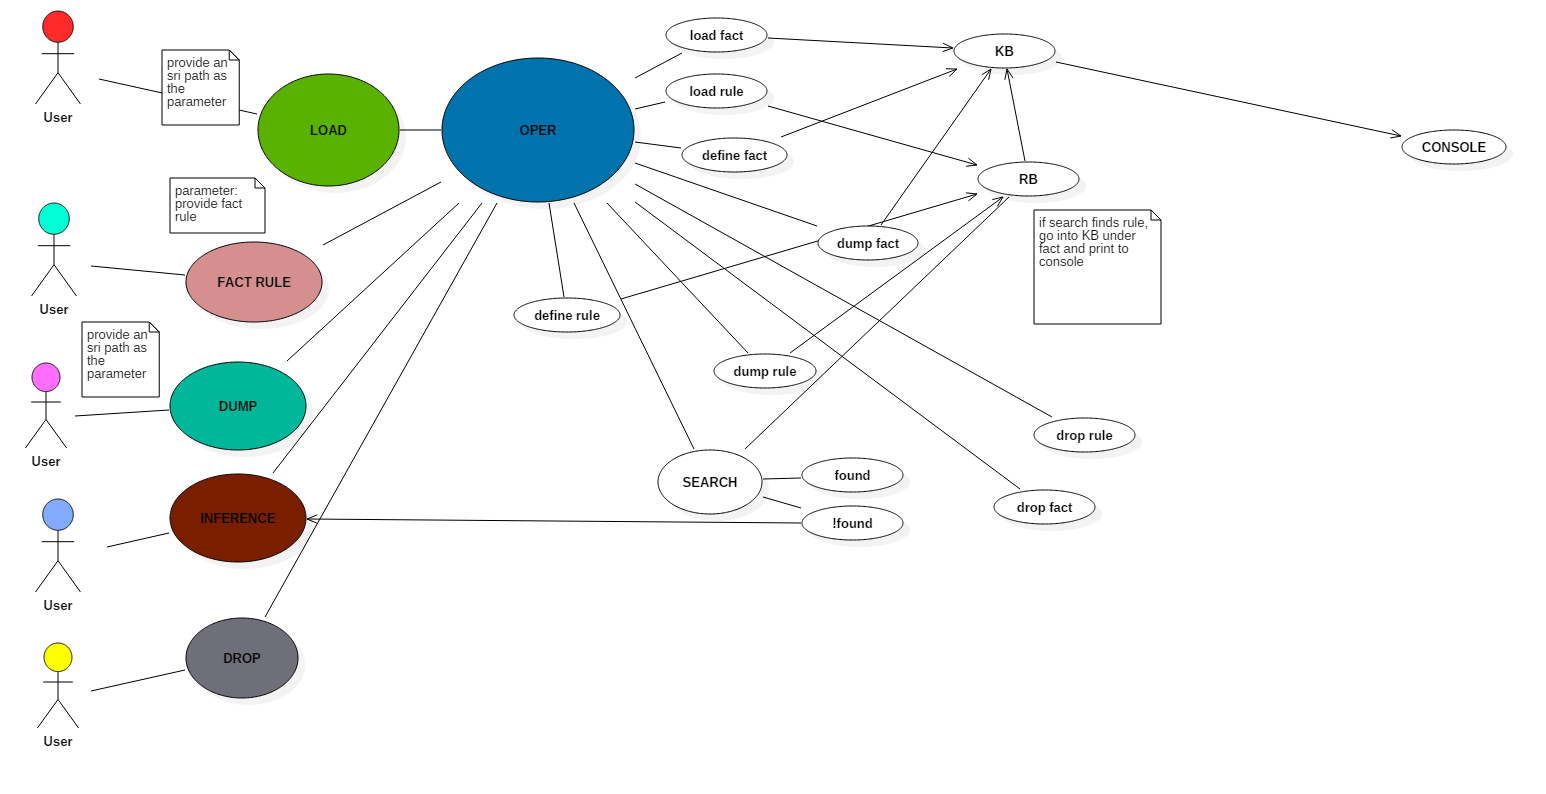 User
provide an
sri path as
the
parameter
LOAD
OPER
load fact
load rule
define fact
KB
CONSOLE
RB
parameter:
provide fact
rule
User
FACT RULE
dump fact
if search finds rule,
go into KB under
fact and print to
console
define rule
provide an
sri path as
the
parameter
User
DUMP
dump rule
drop rule
SEARCH
found
!found
drop fact
INFERENCE
User
DROP
User